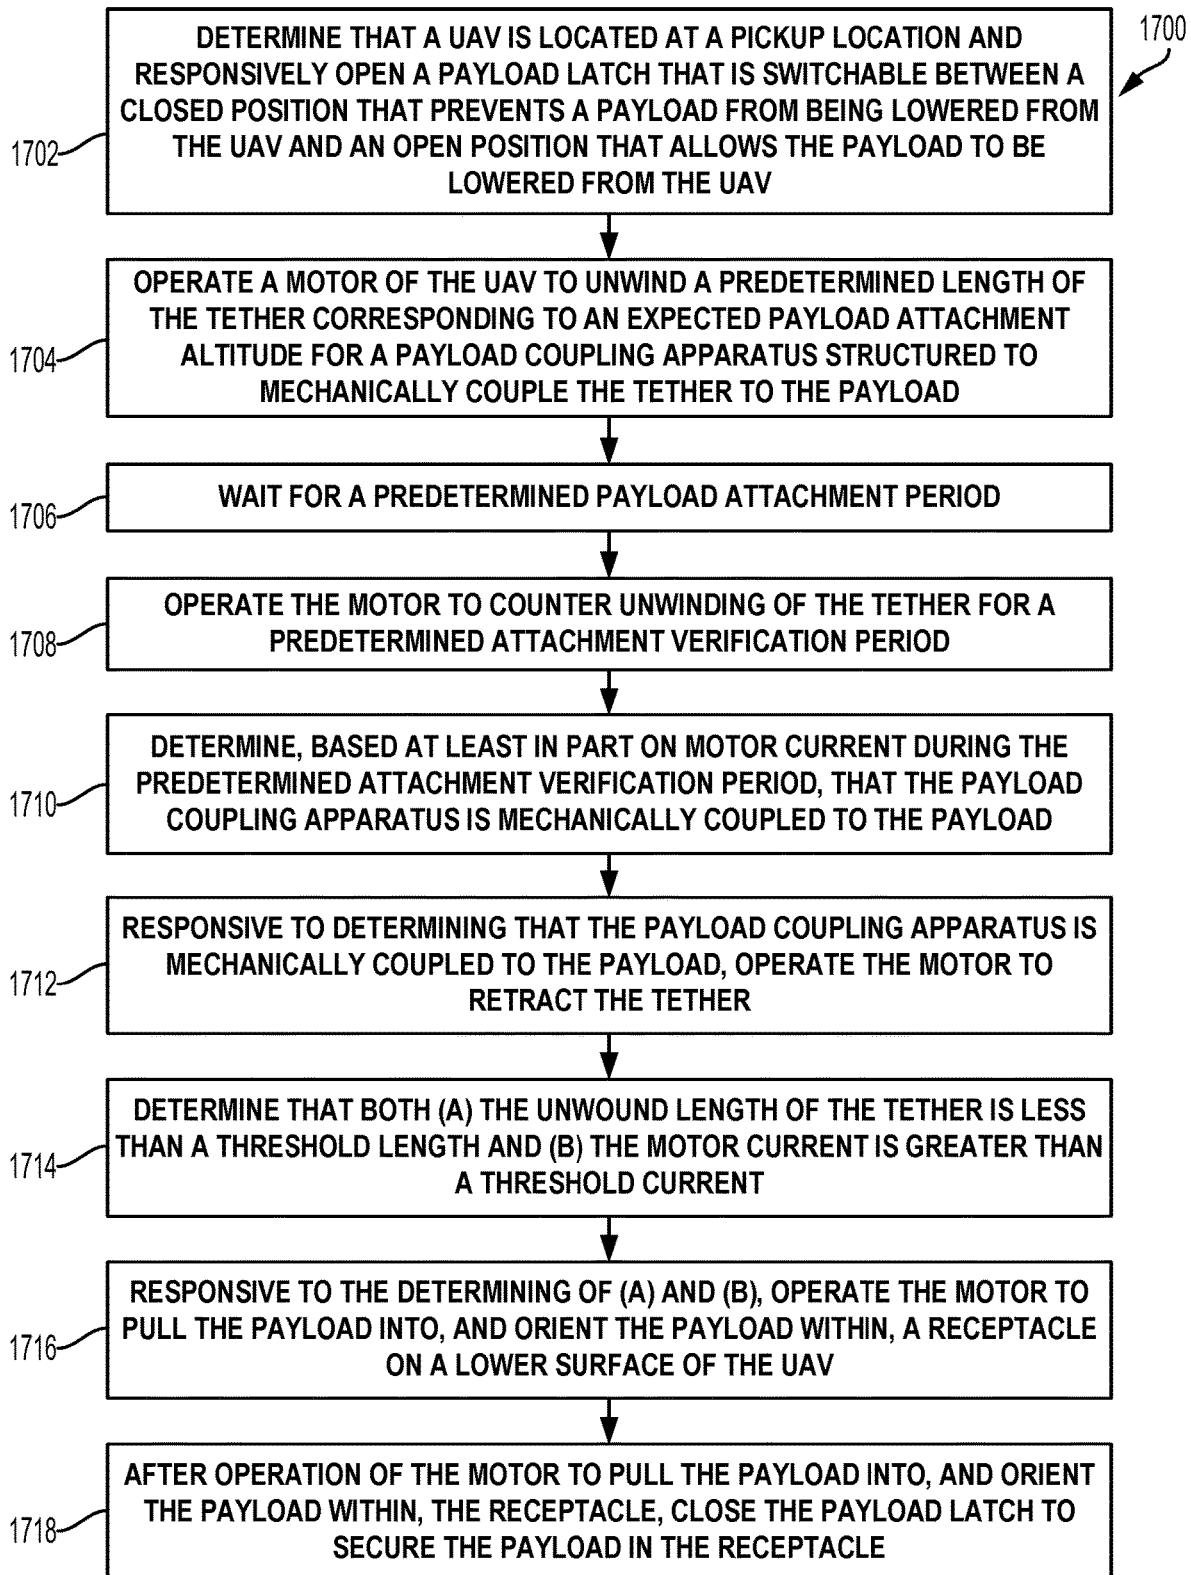 1700
DETERMINE THAT A UAV IS LOCATED AT A PICKUP LOCATION AND
RESPONSIVELY OPEN A PAYLOAD LATCH THAT IS SWITCHABLE BETWEEN A
CLOSED POSITION THAT PREVENTS A PAYLOAD FROM BEING LOWERED FROM
THE UAV AND AN OPEN POSITION THAT ALLOWS THE PAYLOAD TO BE
LOWERED FROM THE UAV
1702
OPERATE A MOTOR OF THE UAV TO UNWIND A PREDETERMINED LENGTH OF
THE TETHER CORRESPONDING TO AN EXPECTED PAYLOAD ATTACHMENT
ALTITUDE FOR A PAYLOAD COUPLING APPARATUS STRUCTURED TO
MECHANICALLY COUPLE THE TETHER TO THE PAYLOAD
1704
WAIT FOR A PREDETERMINED PAYLOAD ATTACHMENT PERIOD
1706
OPERATE THE MOTOR TO COUNTER UNWINDING OF THE TETHER FOR A
PREDETERMINED ATTACHMENT VERIFICATION PERIOD
1708
DETERMINE, BASED AT LEAST IN PART ON MOTOR CURRENT DURING THE
PREDETERMINED ATTACHMENT VERIFICATION PERIOD, THAT THE PAYLOAD
COUPLING APPARATUS IS MECHANICALLY COUPLED TO THE PAYLOAD
1710
RESPONSIVE TO DETERMINING THAT THE PAYLOAD COUPLING APPARATUS IS
MECHANICALLY COUPLED TO THE PAYLOAD, OPERATE THE MOTOR TO
RETRACT THE TETHER
1712
DETERMINE THAT BOTH (A) THE UNWOUND LENGTH OF THE TETHER IS LESS
THAN A THRESHOLD LENGTH AND (B) THE MOTOR CURRENT IS GREATER THAN
A THRESHOLD CURRENT
1714
RESPONSIVE TO THE DETERMINING OF (A) AND (B), OPERATE THE MOTOR TO
PULL THE PAYLOAD INTO, AND ORIENT THE PAYLOAD WITHIN, A RECEPTACLE
ON A LOWER SURFACE OF THE UAV
1716
AFTER OPERATION OF THE MOTOR TO PULL THE PAYLOAD INTO, AND ORIENT
THE PAYLOAD WITHIN, THE RECEPTACLE, CLOSE THE PAYLOAD LATCH TO
SECURE THE PAYLOAD IN THE RECEPTACLE
1718